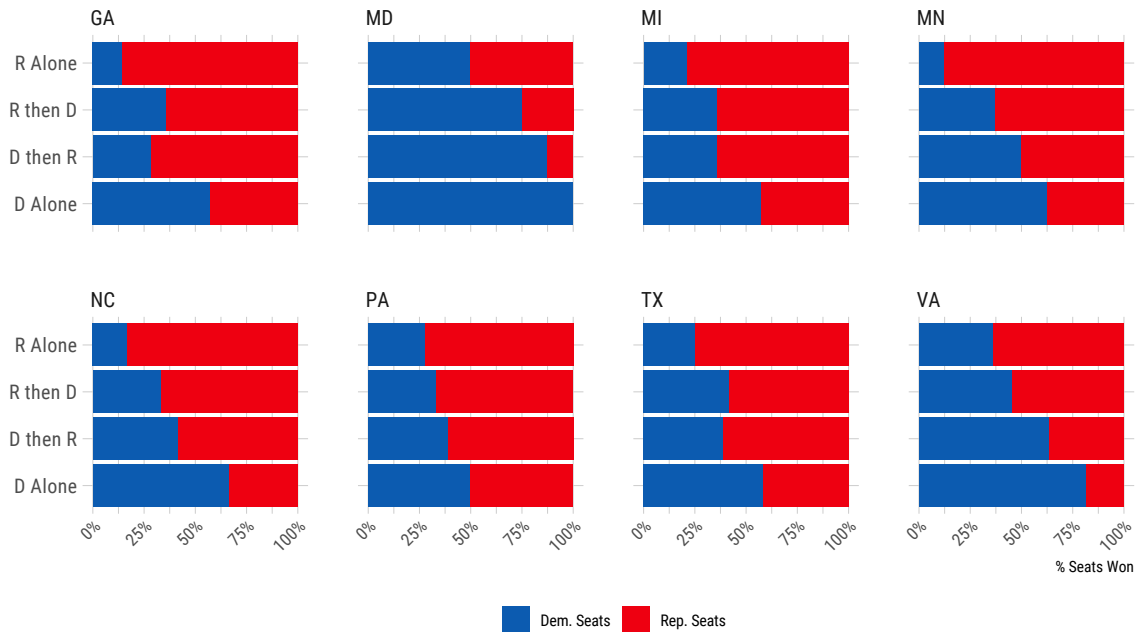 GA MD MI MN
R Alone
R then D
D then R
D Alone
NC PA TX VA
R Alone
R then D
D then R
D Alone
0% 25% 50% 75% 100% 0% 25% 50% 75% 100% 0% 25% 50% 75% 100% 0% 25% 50% 75% 100%
% Seats Won
Dem. Seats Rep. Seats